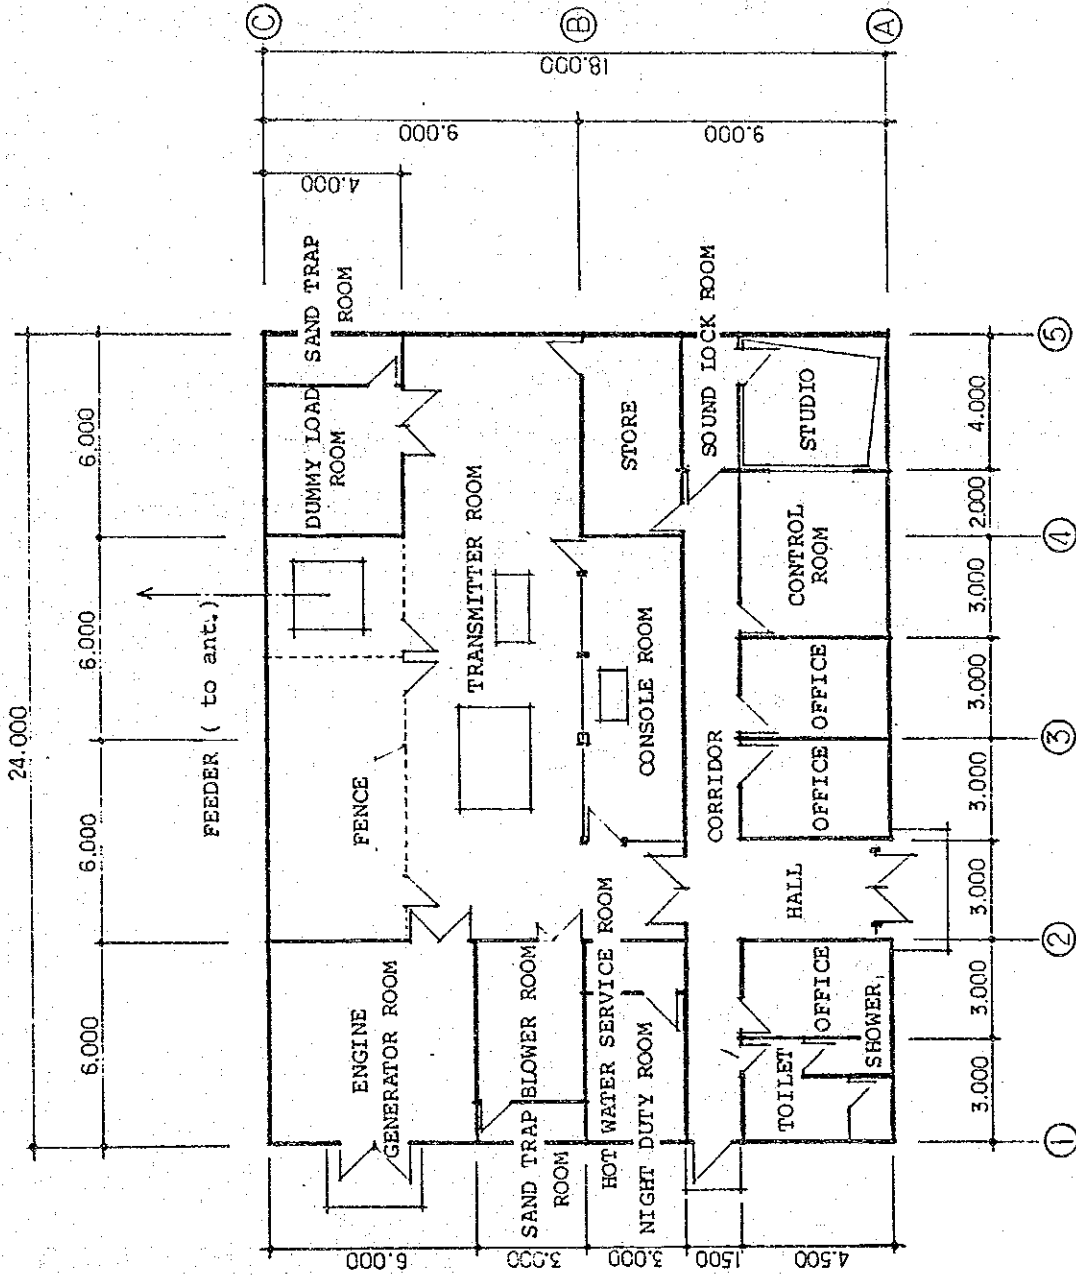 C
B
A
18.000
9.000
9.000
4.000
24.000
6.000
6.000
6.000
6.000
FEEDER ( to ant.)
SAND TRAP
ROOM
DUMMY LOAD
ROOM
FENCE
TRANSMITTER ROOM
STORE
SOUND LOCK ROOM
STUDIO
CONSOLE ROOM
CONTROL
ROOM
CORRIDOR
OFFICE
OFFICE
HALL
ENGINE
GENERATOR ROOM
BLOWER ROOM
SAND TRAP
ROOM
HOT WATER SERVICE ROOM
NIGHT DUTY ROOM
OFFICE
TOILET
SHOWER
4.000
2.000
3.000
3.000
3.000
3.000
3.000
3.000
5
4
3
2
1
6.000
3.000
3.000
1500
4.500